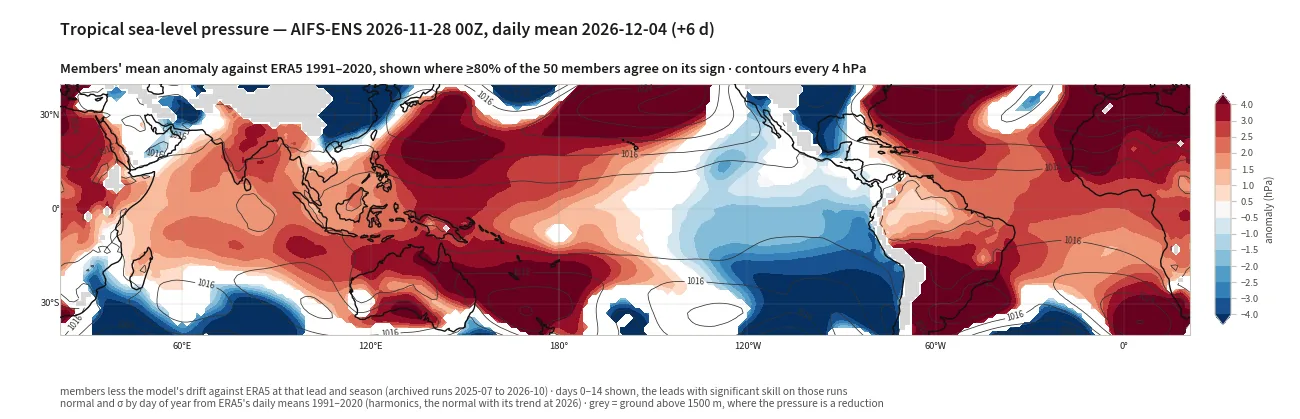 Tropical sea-level pressure — AIFS-ENS 2026-11-28 00Z, daily mean 2026-12-04 (+6 d)
Members' mean anomaly against ERA5 1991–2020, shown where ≥80% of the 50 members agree on its sign · contours every 4 hPa
30°N
0°
30°S
60°E
120°E
180°
120°W
60°W
0°
1016
1016
1016
1016
1016
1016
1016
1016
1016
1016
1016
1016
4.0
3.0
2.5
2.0
1.5
1.0
0.5
−0.5
−1.0
−1.5
−2.0
−2.5
−3.0
−4.0
anomaly (hPa)
members less the model's drift against ERA5 at that lead and season (archived runs 2025-07 to 2026-10) · days 0–14 shown, the leads with significant skill on those runs
normal and σ by day of year from ERA5's daily means 1991–2020 (harmonics, the normal with its trend at 2026) · grey = ground above 1500 m, where the pressure is a reduction